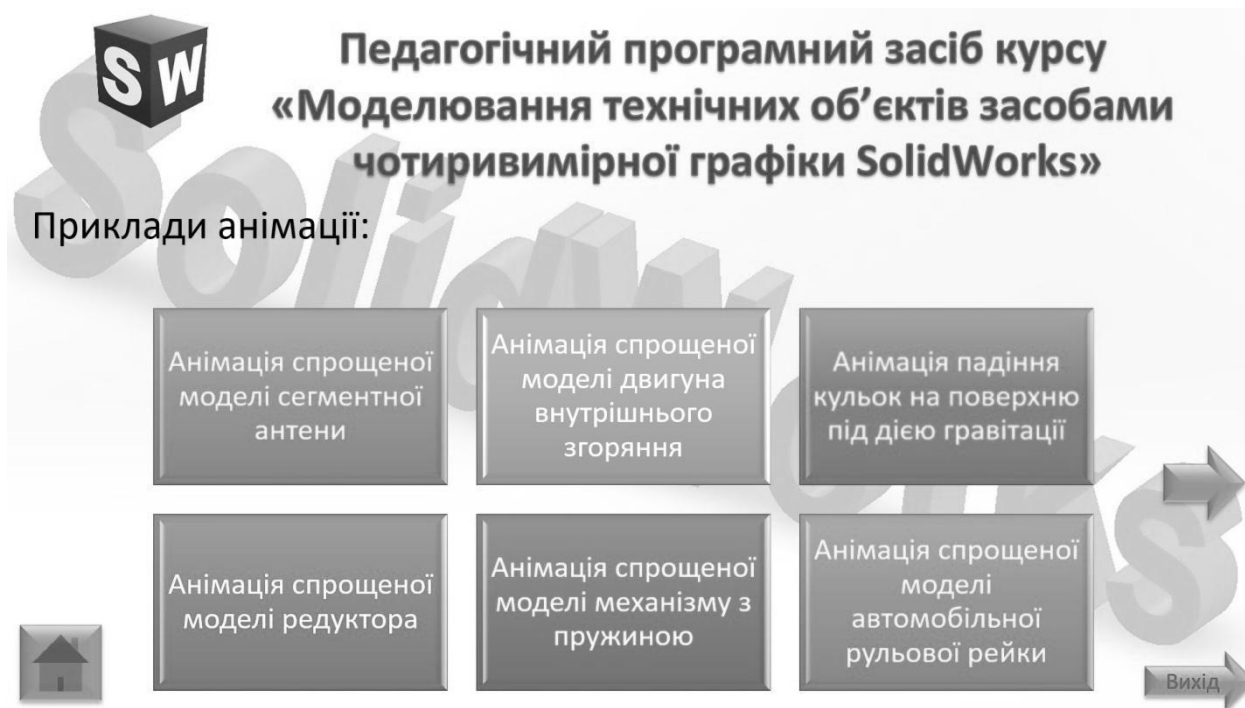 SW
Педагогічний програмний засіб курсу
«Моделювання технічних об’єктів засобами
чотиривимірної графіки SolidWorks»
SolidWorks
Приклади анімації:
Анімація спрощеної
моделі сегментної
антени
Анімація спрощеної
моделі двигуна
внутрішнього
згоряння
Анімація падіння
кульок на поверхню
під дією гравітації
Анімація спрощеної
моделі редуктора
Анімація спрощеної
моделі механізму з
пружиною
Анімація спрощеної
моделі
автомобільної
рульової рейки
Вихід